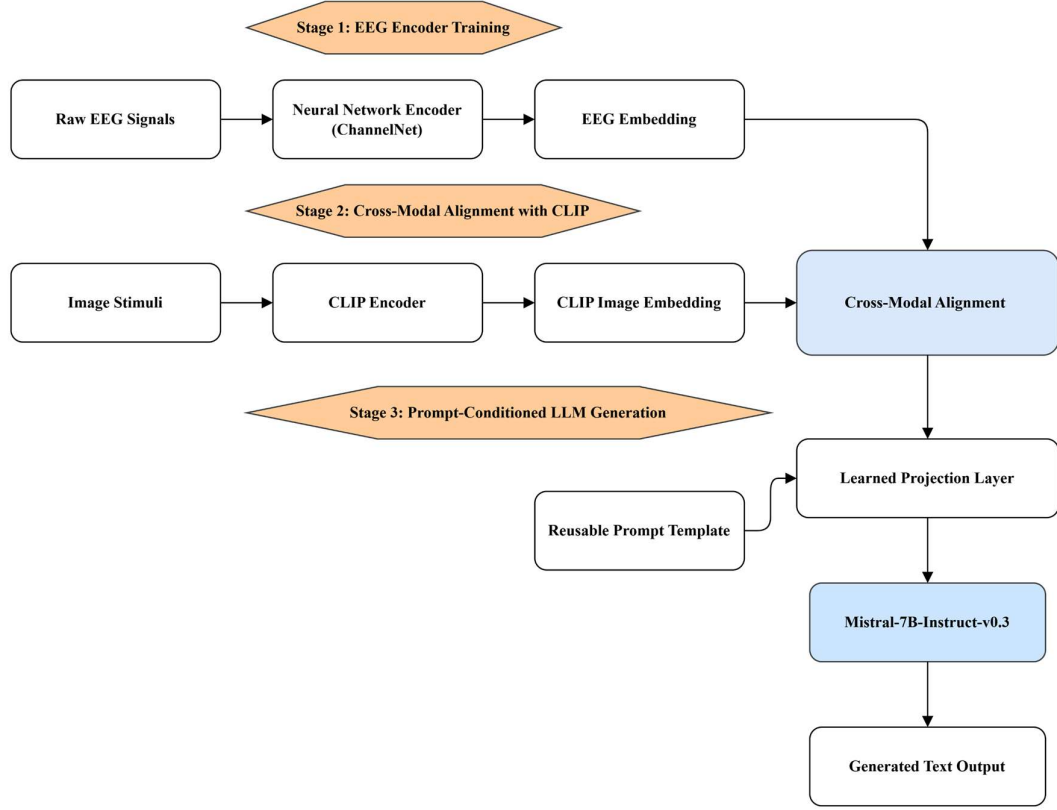 Stage 1: EEG Encoder Training
Raw EEG Signals
Neural Network Encoder
(ChannelNet)
EEG Embedding
Stage 2: Cross-Modal Alignment with CLIP
Image Stimuli
CLIP Encoder
CLIP Image Embedding
Cross-Modal Alignment
Stage 3: Prompt-Conditioned LLM Generation
Learned Projection Layer
Reusable Prompt Template
Mistral-7B-Instruct-v0.3
Generated Text Output